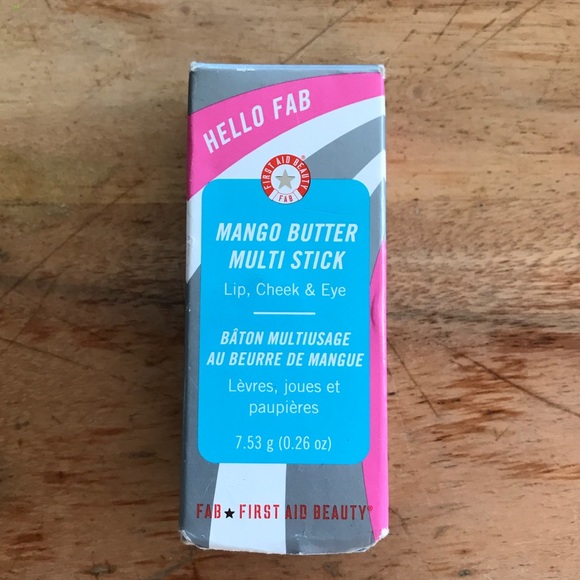 HELLO FAB
FIRST AID BEAUTY®
FAB
MANGO BUTTER
MULTI STICK
Lip, Cheek & Eye
BÂTON MULTIUSAGE
AU BEURRE DE MANGUE
Lèvres, joues et
paupières
7.53 g (0.26 oz)
FAB★FIRST AID BEAUTY®